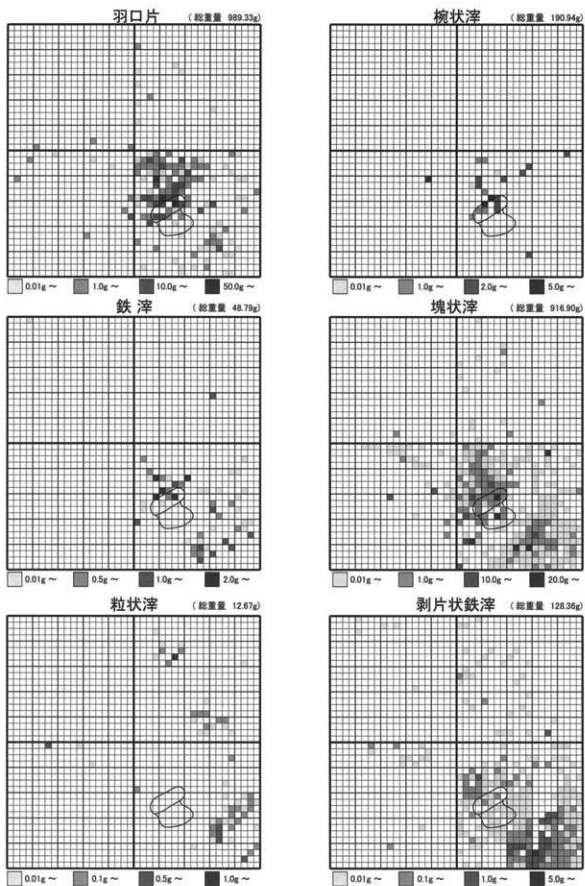 羽口片 (総重量 989.33g)
0.01g ～ 1.0g ～ 10.0g ～ 50.0g ～
椀状滓 (総重量 190.94g)
0.01g ～ 1.0g ～ 2.0g ～ 5.0g ～
鉄滓 (総重量 48.79g)
0.01g ～ 0.5g ～ 1.0g ～ 2.0g ～
塊状滓 (総重量 916.90g)
0.01g ～ 1.0g ～ 10.0g ～ 20.0g ～
粒状滓 (総重量 12.67g)
0.01g ～ 0.1g ～ 0.5g ～ 1.0g ～
剥片状鉄滓 (総重量 128.36g)
0.01g ～ 0.1g ～ 1.0g ～ 5.0g ～